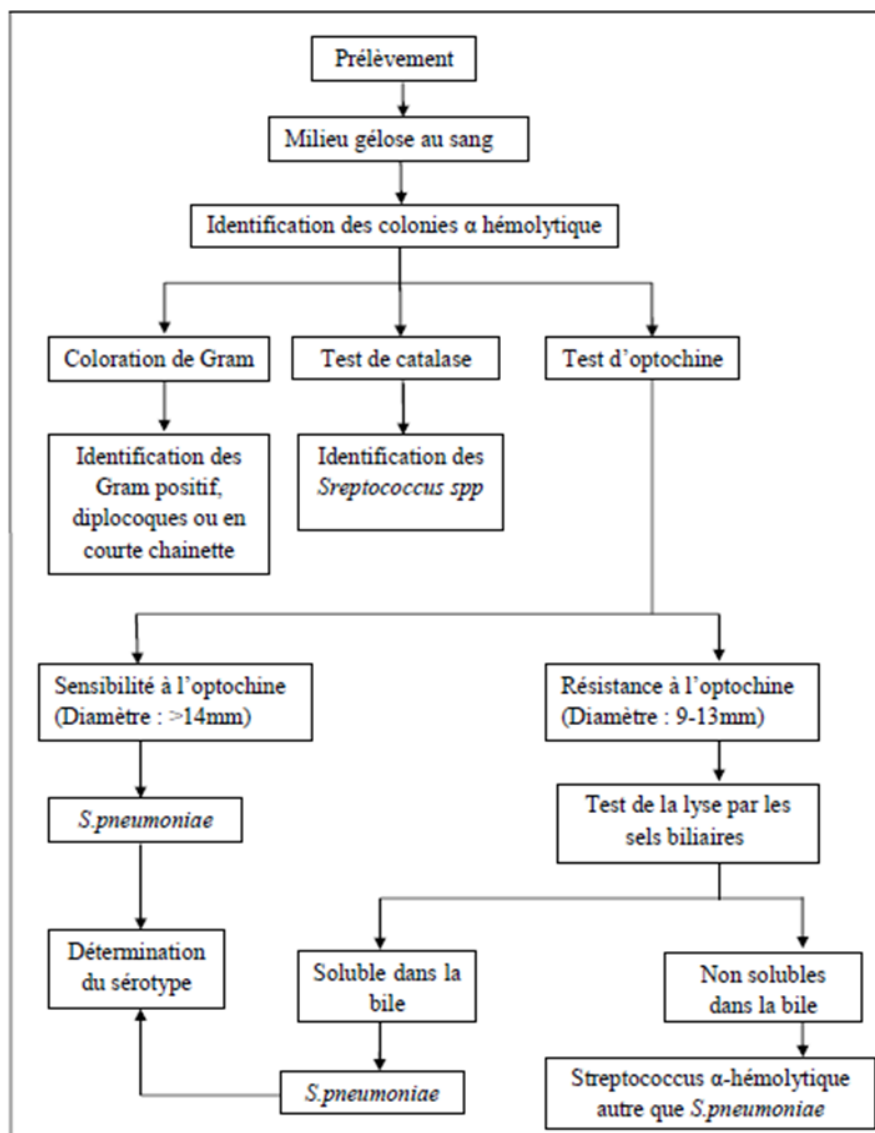 Prélèvement
Milieu gélose au sang
Identification des colonies α hémolytique
Coloration de Gram
Test de catalase
Test d’optochine
Identification des
Gram positif,
diplocoques ou en
courte chainette
Identification des
Sreptococcus spp
Sensibilité à l’optochine
(Diamètre : >14mm)
Résistance à l’optochine
(Diamètre : 9-13mm)
S.pneumoniae
Test de la lyse par les
sels biliaires
Détermination
du sérotype
Soluble dans la
bile
Non solubles
dans la bile
S.pneumoniae
Streptococcus α-hémolytique
autre que S.pneumoniae